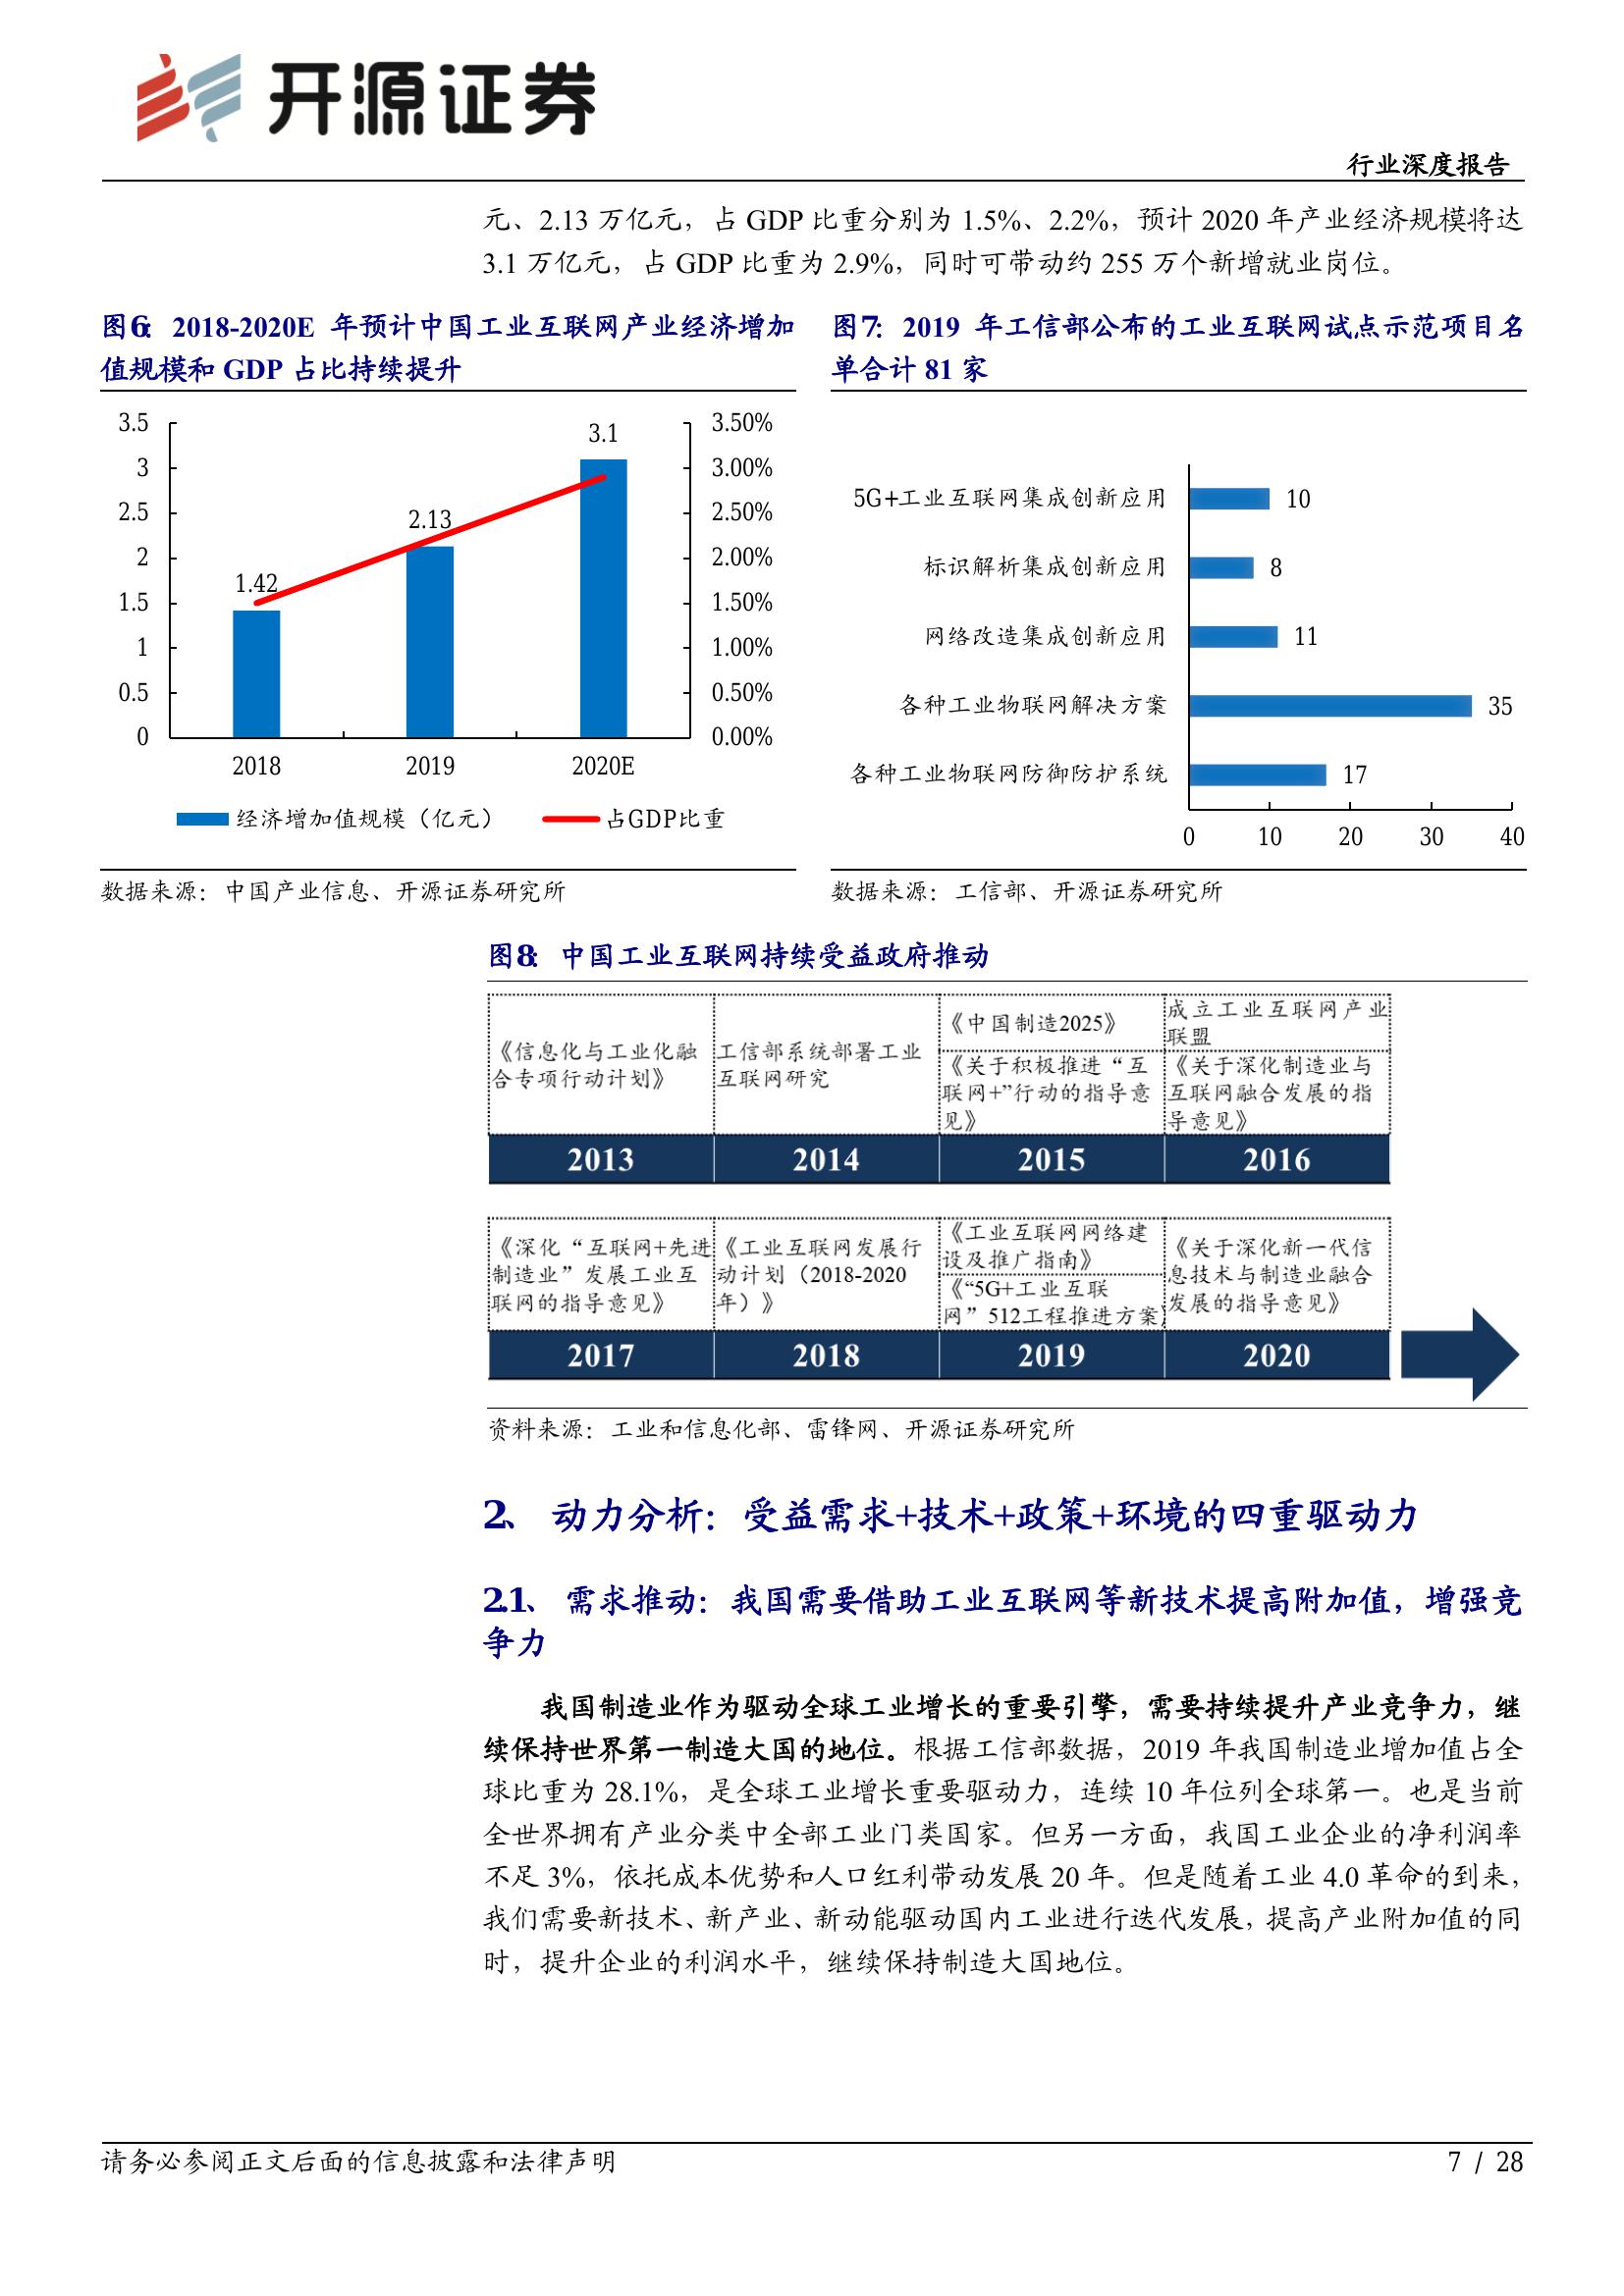 开源证券
行业深度报告
元、2.13 万亿元，占 GDP 比重分别为 1.5%、2.2%，预计 2020 年产业经济规模将达
3.1 万亿元，占 GDP 比重为 2.9%，同时可带动约 255 万个新增就业岗位。
图6：2018-2020E 年预计中国工业互联网产业经济增加
值规模和 GDP 占比持续提升
3.5
3
2.5
2
1.5
1
0.5
0
3.50%
3.00%
2.50%
2.00%
1.50%
1.00%
0.50%
0.00%
1.42
2.13
3.1
2018 2019 2020E
经济增加值规模（亿元） 占GDP比重
数据来源：中国产业信息、开源证券研究所
图7：2019 年工信部公布的工业互联网试点示范项目名
单合计 81 家
5G+工业互联网集成创新应用 10
标识解析集成创新应用 8
网络改造集成创新应用 11
各种工业物联网解决方案 35
各种工业物联网防御防护系统 17
0 10 20 30 40
数据来源：工信部、开源证券研究所
图8：中国工业互联网持续受益政府推动
《信息化与工业化融
合专项行动计划》
工信部系统部署工业
互联网研究
《中国制造2025》
《关于积极推进“互
联网+”行动的指导意
见》
成立工业互联网产业
联盟
《关于深化制造业与
互联网融合发展的指
导意见》
2013 2014 2015 2016
《深化“互联网+先进
制造业”发展工业互
联网的指导意见》
《工业互联网发展行
动计划（2018-2020
年）》
《工业互联网网络建
设及推广指南》
《“5G+工业互联
网”512工程推进方案》
《关于深化新一代信
息技术与制造业融合
发展的指导意见》
2017 2018 2019 2020
资料来源：工业和信息化部、雷锋网、开源证券研究所
2、 动力分析：受益需求+技术+政策+环境的四重驱动力
2.1、 需求推动：我国需要借助工业互联网等新技术提高附加值，增强竞
争力
我国制造业作为驱动全球工业增长的重要引擎，需要持续提升产业竞争力，继
续保持世界第一制造大国的地位。根据工信部数据，2019 年我国制造业增加值占全
球比重为 28.1%，是全球工业增长重要驱动力，连续 10 年位列全球第一。也是当前
全世界拥有产业分类中全部工业门类国家。但另一方面，我国工业企业的净利润率
不足 3%，依托成本优势和人口红利带动发展 20 年。但是随着工业 4.0 革命的到来，
我们需要新技术、新产业、新动能驱动国内工业进行迭代发展，提高产业附加值的同
时，提升企业的利润水平，继续保持制造大国地位。
请务必参阅正文后面的信息披露和法律声明
7 / 28